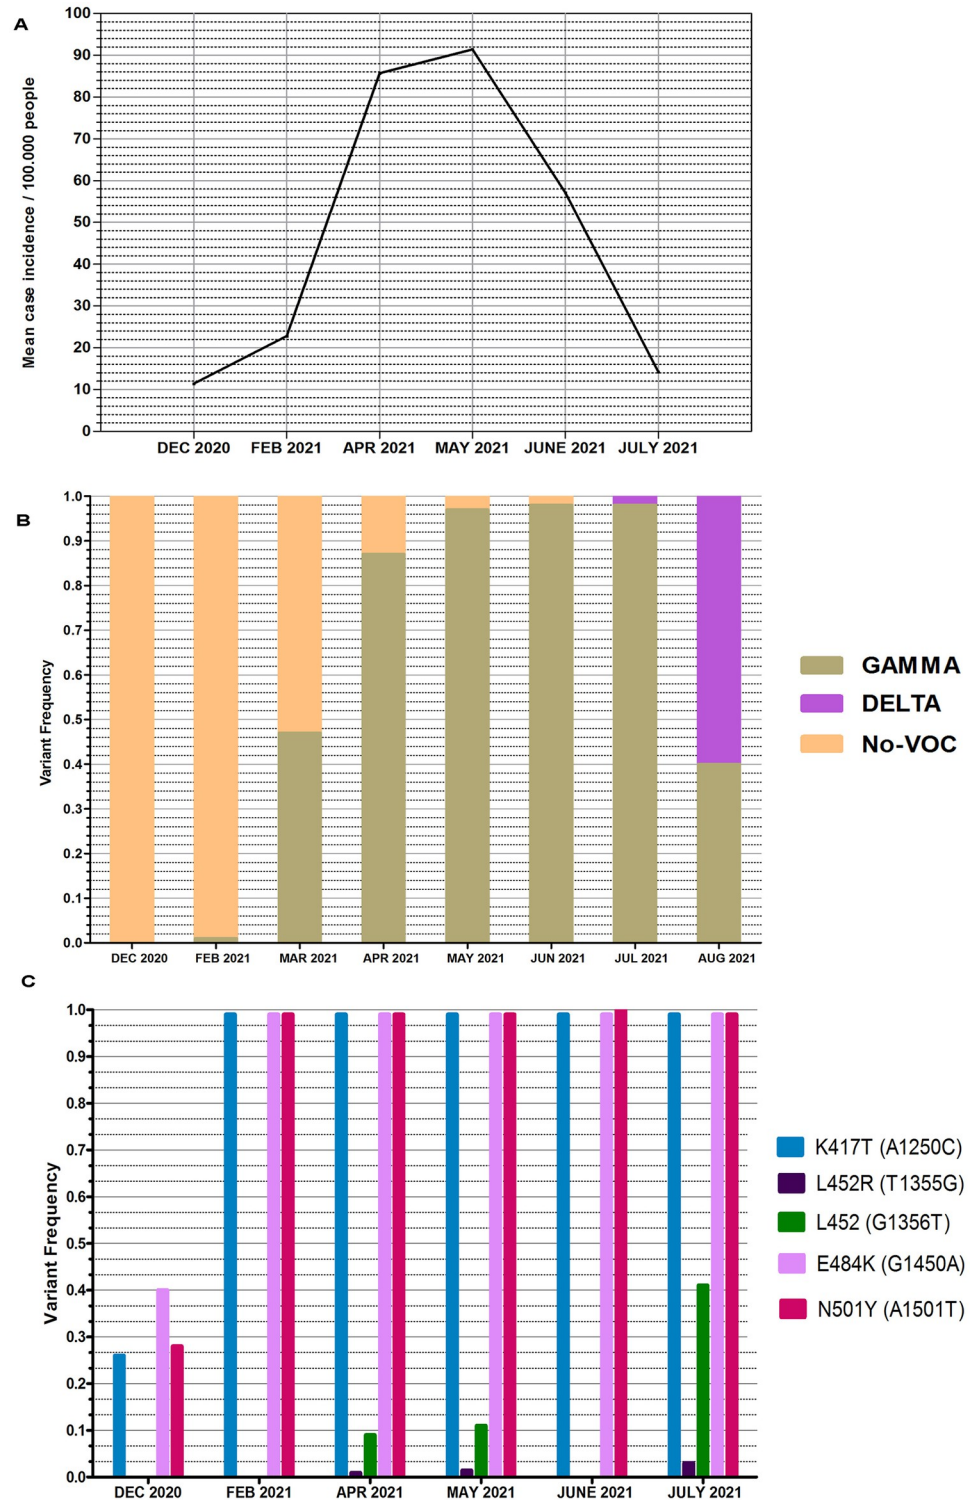 A
Mean case incidence / 100.000 people
100
90
80
70
60
50
40
30
20
10
0
DEC 2020 FEB 2021 APR 2021 MAY 2021 JUNE 2021 JULY 2021
B
Variant Frequency
1.0
0.9
0.8
0.7
0.6
0.5
0.4
0.3
0.2
0.1
0.0
DEC 2020 FEB 2021 MAR 2021 APR 2021 MAY 2021 JUN 2021 JUL 2021 AUG 2021
GAMMA
DELTA
No-VOC
C
Variant Frequency
1.0
0.9
0.8
0.7
0.6
0.5
0.4
0.3
0.2
0.1
0.0
DEC 2020 FEB 2021 APR 2021 MAY 2021 JUNE 2021 JULY 2021
K417T (A1250C)
L452R (T1355G)
L452 (G1356T)
E484K (G1450A)
N501Y (A1501T)